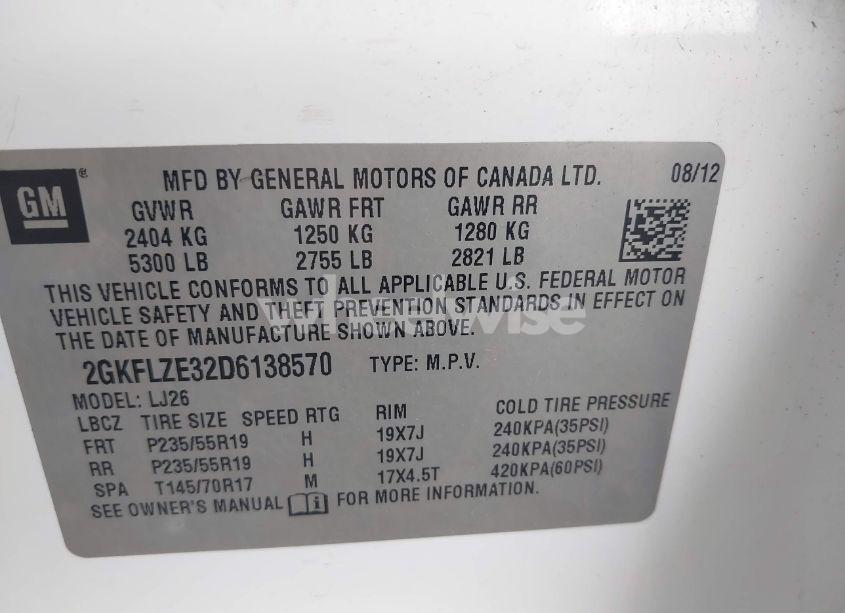 GM ®
MFD BY GENERAL MOTORS OF CANADA LTD. 08/12
GVWR GAWR FRT GAWR RR
2404 KG 1250 KG 1280 KG
5300 LB 2755 LB 2821 LB
THIS VEHICLE CONFORMS TO ALL APPLICABLE U.S. FEDERAL MOTOR
VEHICLE SAFETY AND THEFT PREVENTION STANDARDS IN EFFECT ON
THE DATE OF MANUFACTURE SHOWN ABOVE.
2GKFLZE32D6138570 TYPE: M.P.V.
MODEL: LJ26
LBCZ TIRE SIZE SPEED RTG RIM COLD TIRE PRESSURE
FRT P235/55R19 H 19X7J 240KPA(35PSI)
RR P235/55R19 H 19X7J 240KPA(35PSI)
SPA T145/70R17 M 17X4.5T 420KPA(60PSI)
SEE OWNER'S MANUAL i FOR MORE INFORMATION.